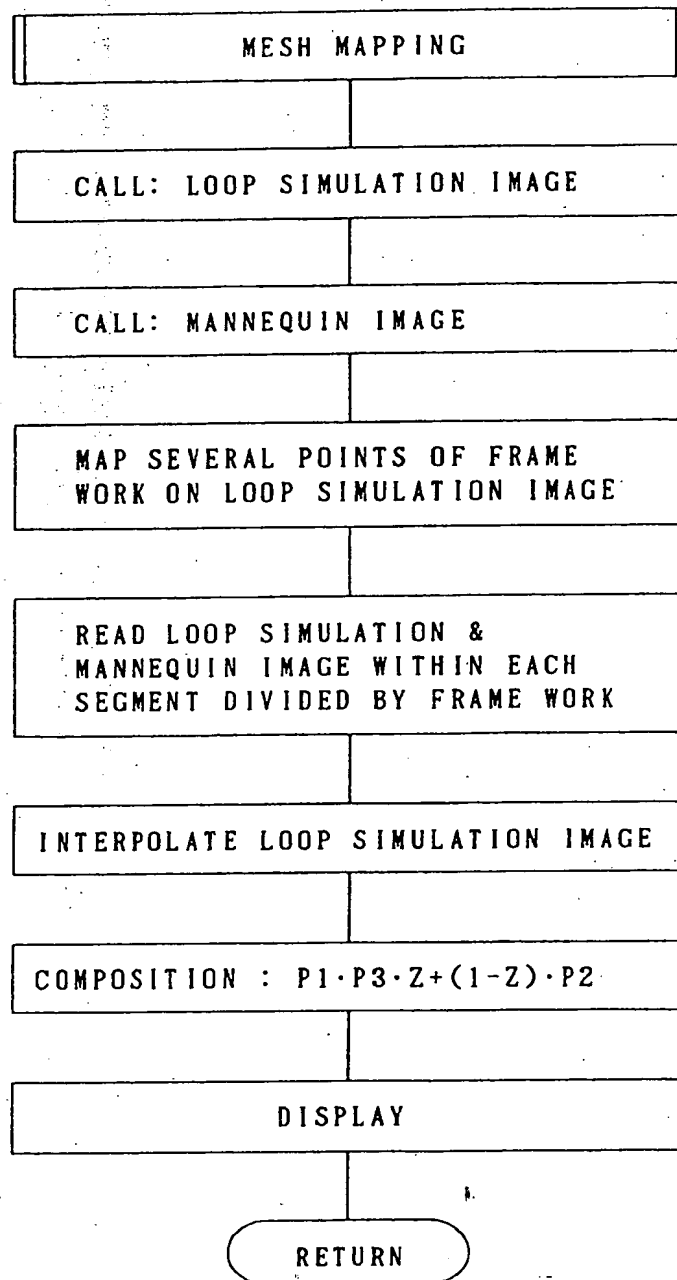 MESH MAPPING
CALL: LOOP SIMULATION IMAGE
CALL: MANNEQUIN IMAGE
MAP SEVERAL POINTS OF FRAME
WORK ON LOOP SIMULATION IMAGE
READ LOOP SIMULATION &
MANNEQUIN IMAGE WITHIN EACH
SEGMENT DIVIDED BY FRAME WORK
INTERPOLATE LOOP SIMULATION IMAGE
COMPOSITION : P1·P3·Z+(1-Z)·P2
DISPLAY
RETURN